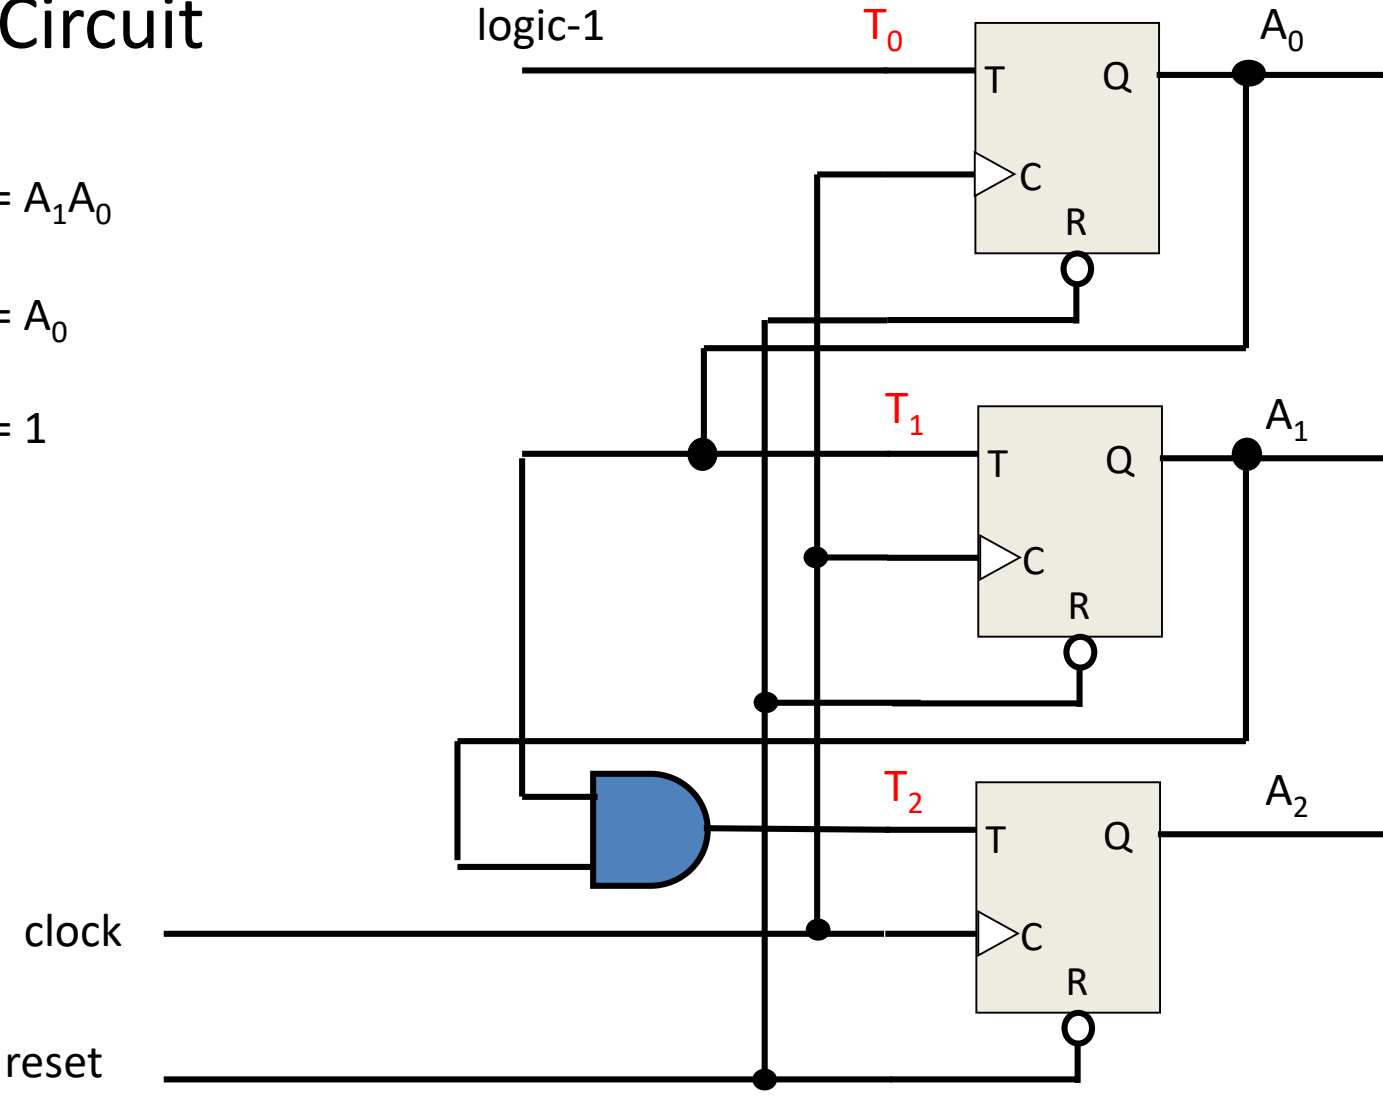 Circuit
logic-1
T₀
A₀
T
Q
C
R
= A₁A₀
= A₀
= 1
T₁
A₁
T
Q
C
R
T₂
A₂
T
Q
C
R
clock
reset